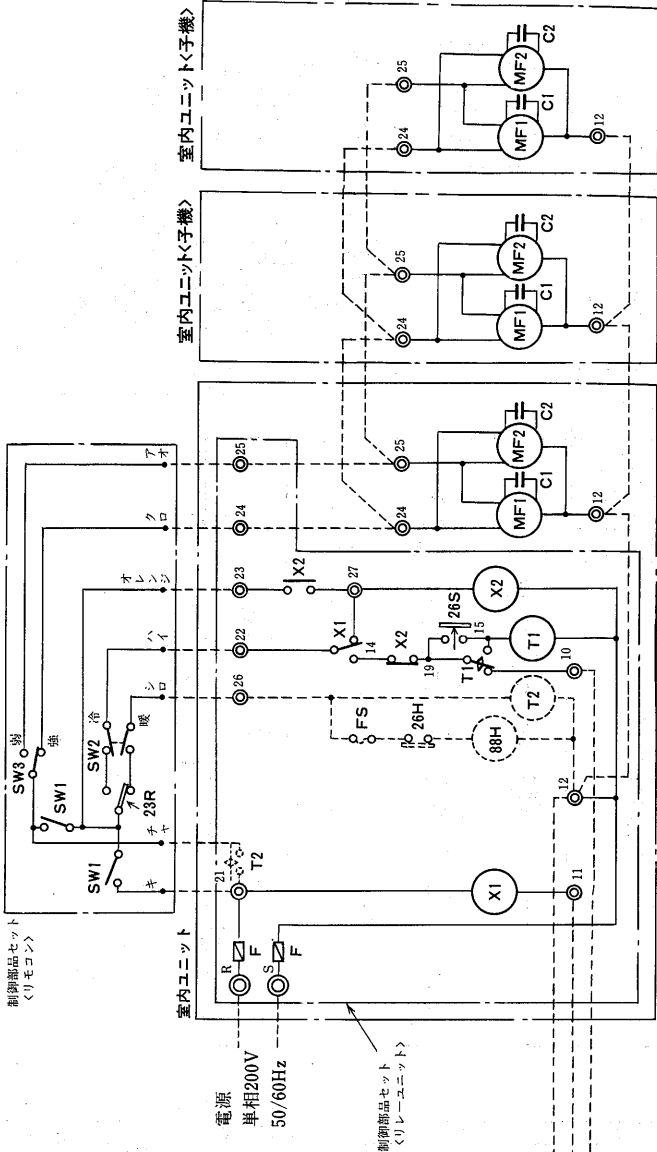 室内ユニット<子機>
25
24
MF2
C2
MF1
C1
12
室内ユニット<子機>
25
24
MF2
C2
MF1
C1
12
25
24
MF2
C2
MF1
C1
12
制御部品セット
<リモコン>
SW3
弱
強
SW1
SW1
SW2
冷
暖
23R
アオ
クロ
オレンジ
ハイ
シロ
チャ
キ
室内ユニット
25
24
23
22
26
21
X2
27
X1
14
X2
19
26S
15
T1
X2
T1
10
FS
26H
88H
T2
12
T2
X1
11
R
F
S
F
電源
単相200V
50/60Hz
制御部品セット
<リレーユニット>